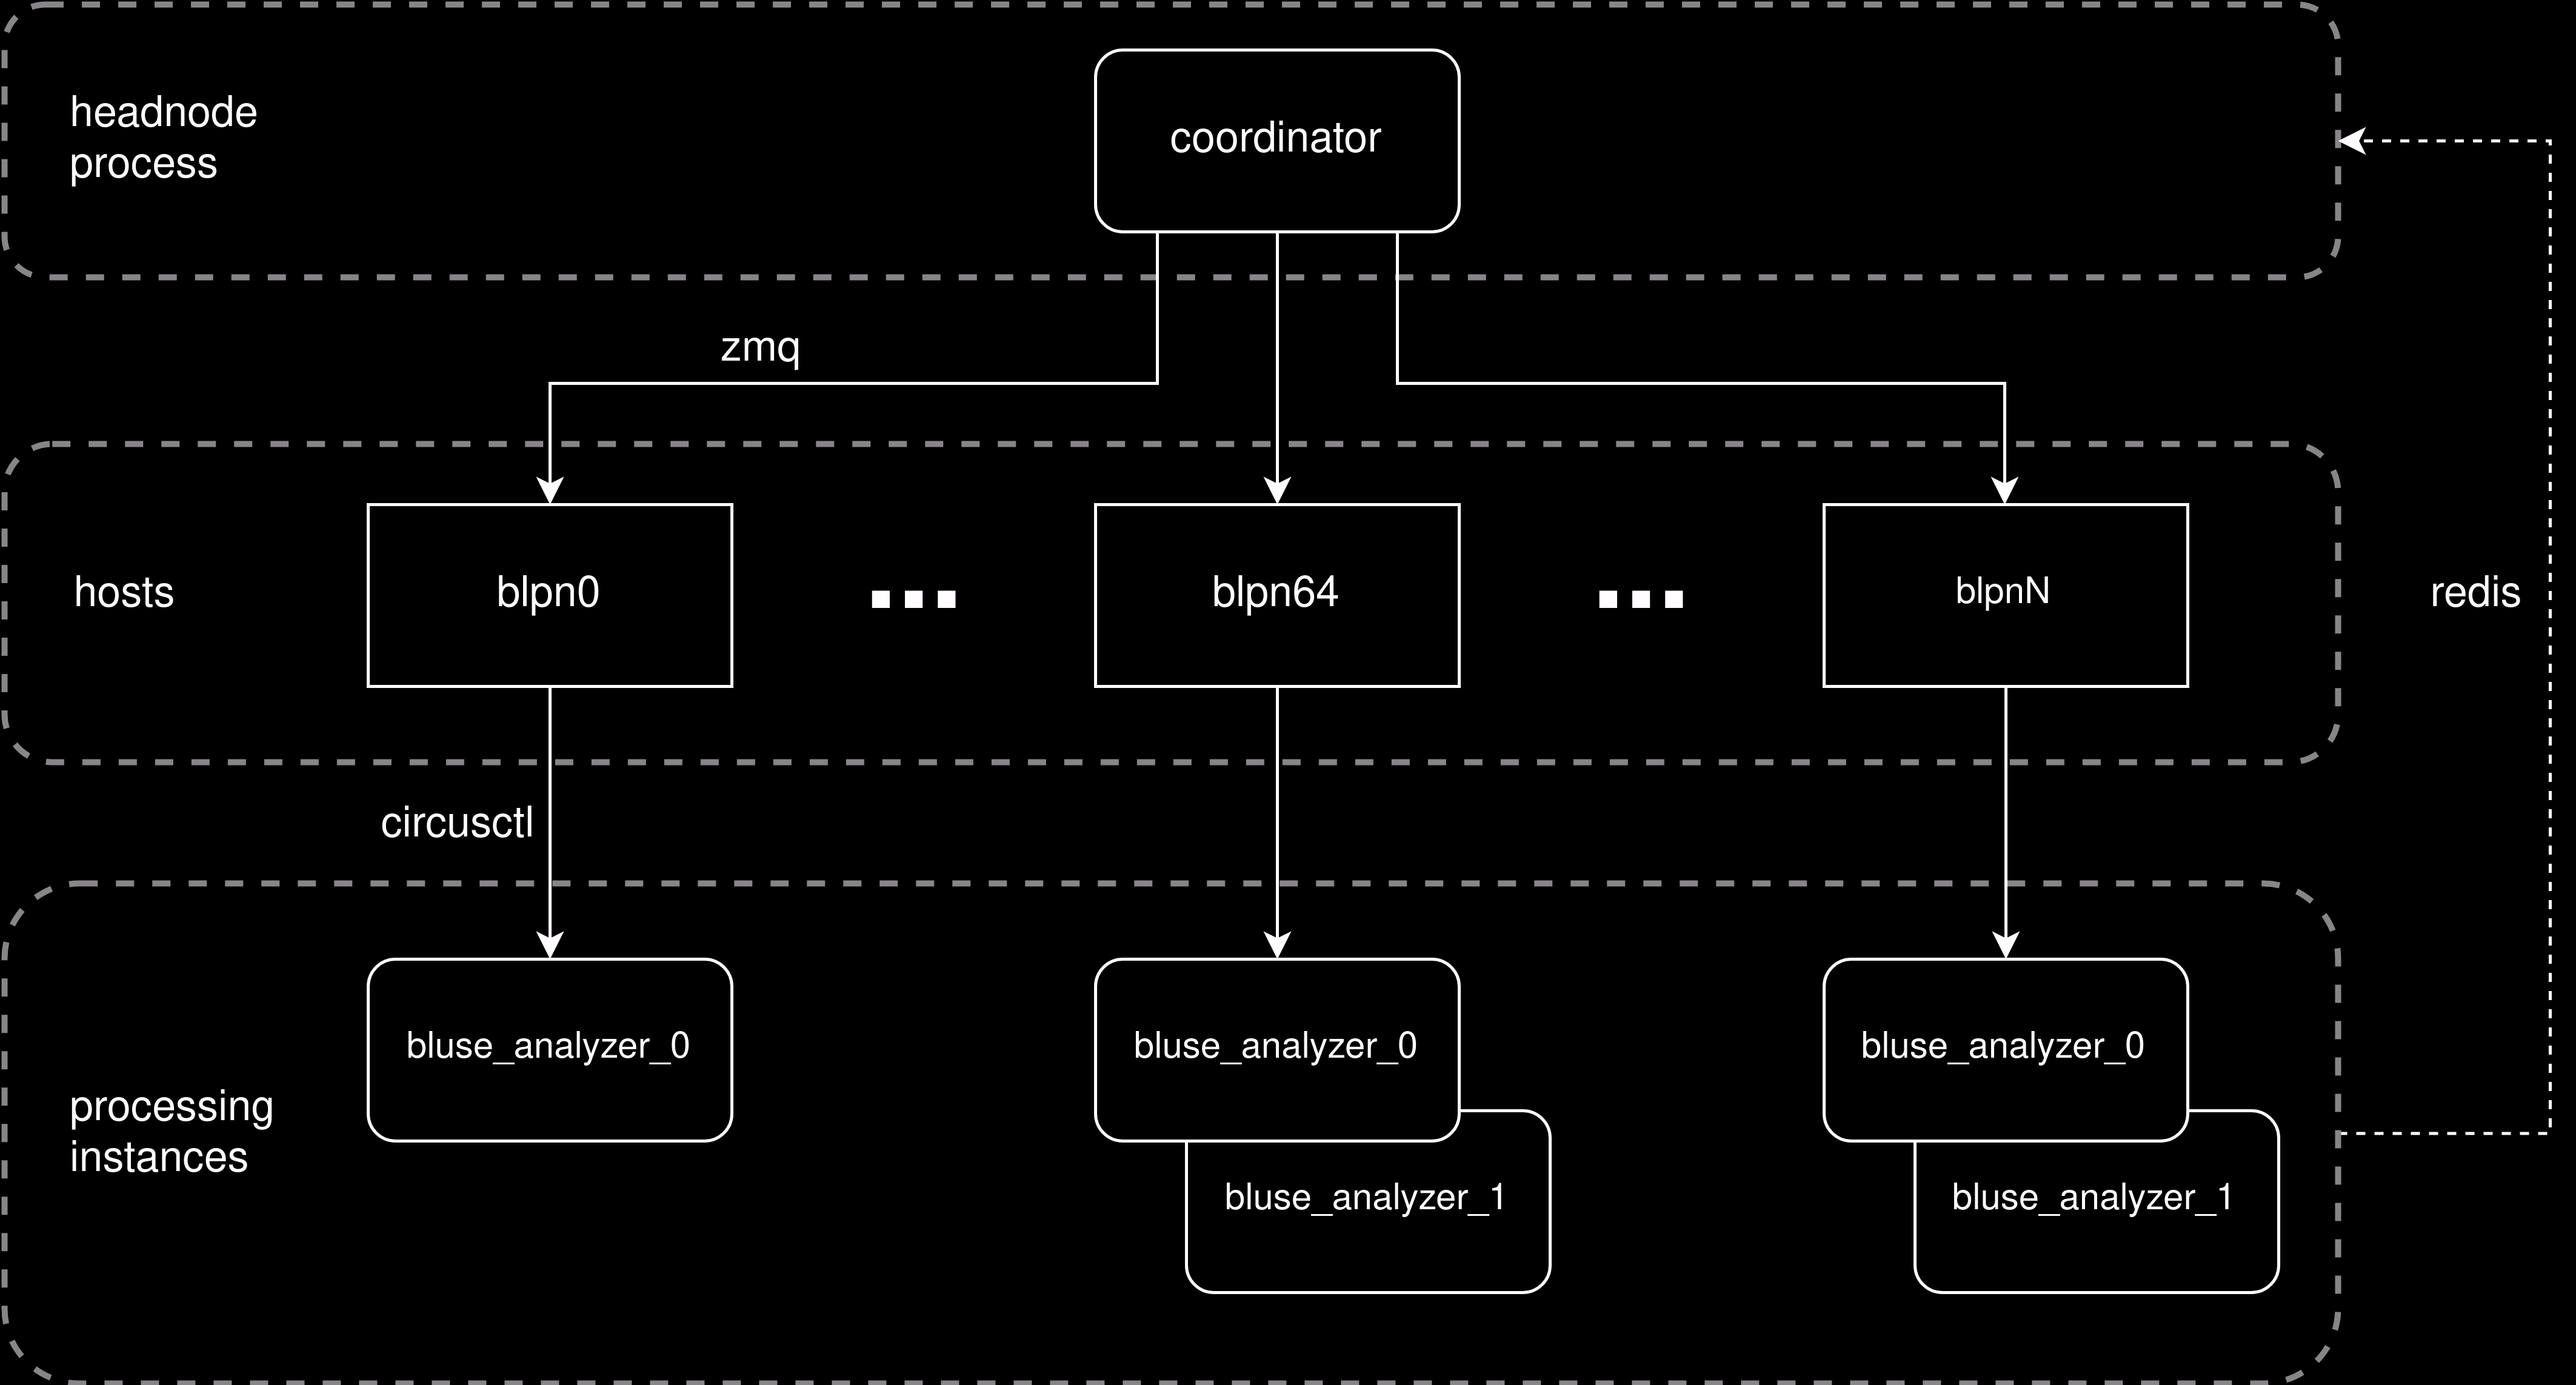 headnode
process
coordinator
zmq
hosts
blpn0
blpn64
blpnN
redis
circusctl
processing
instances
bluse_analyzer_0
bluse_analyzer_0
bluse_analyzer_0
bluse_analyzer_1
bluse_analyzer_1